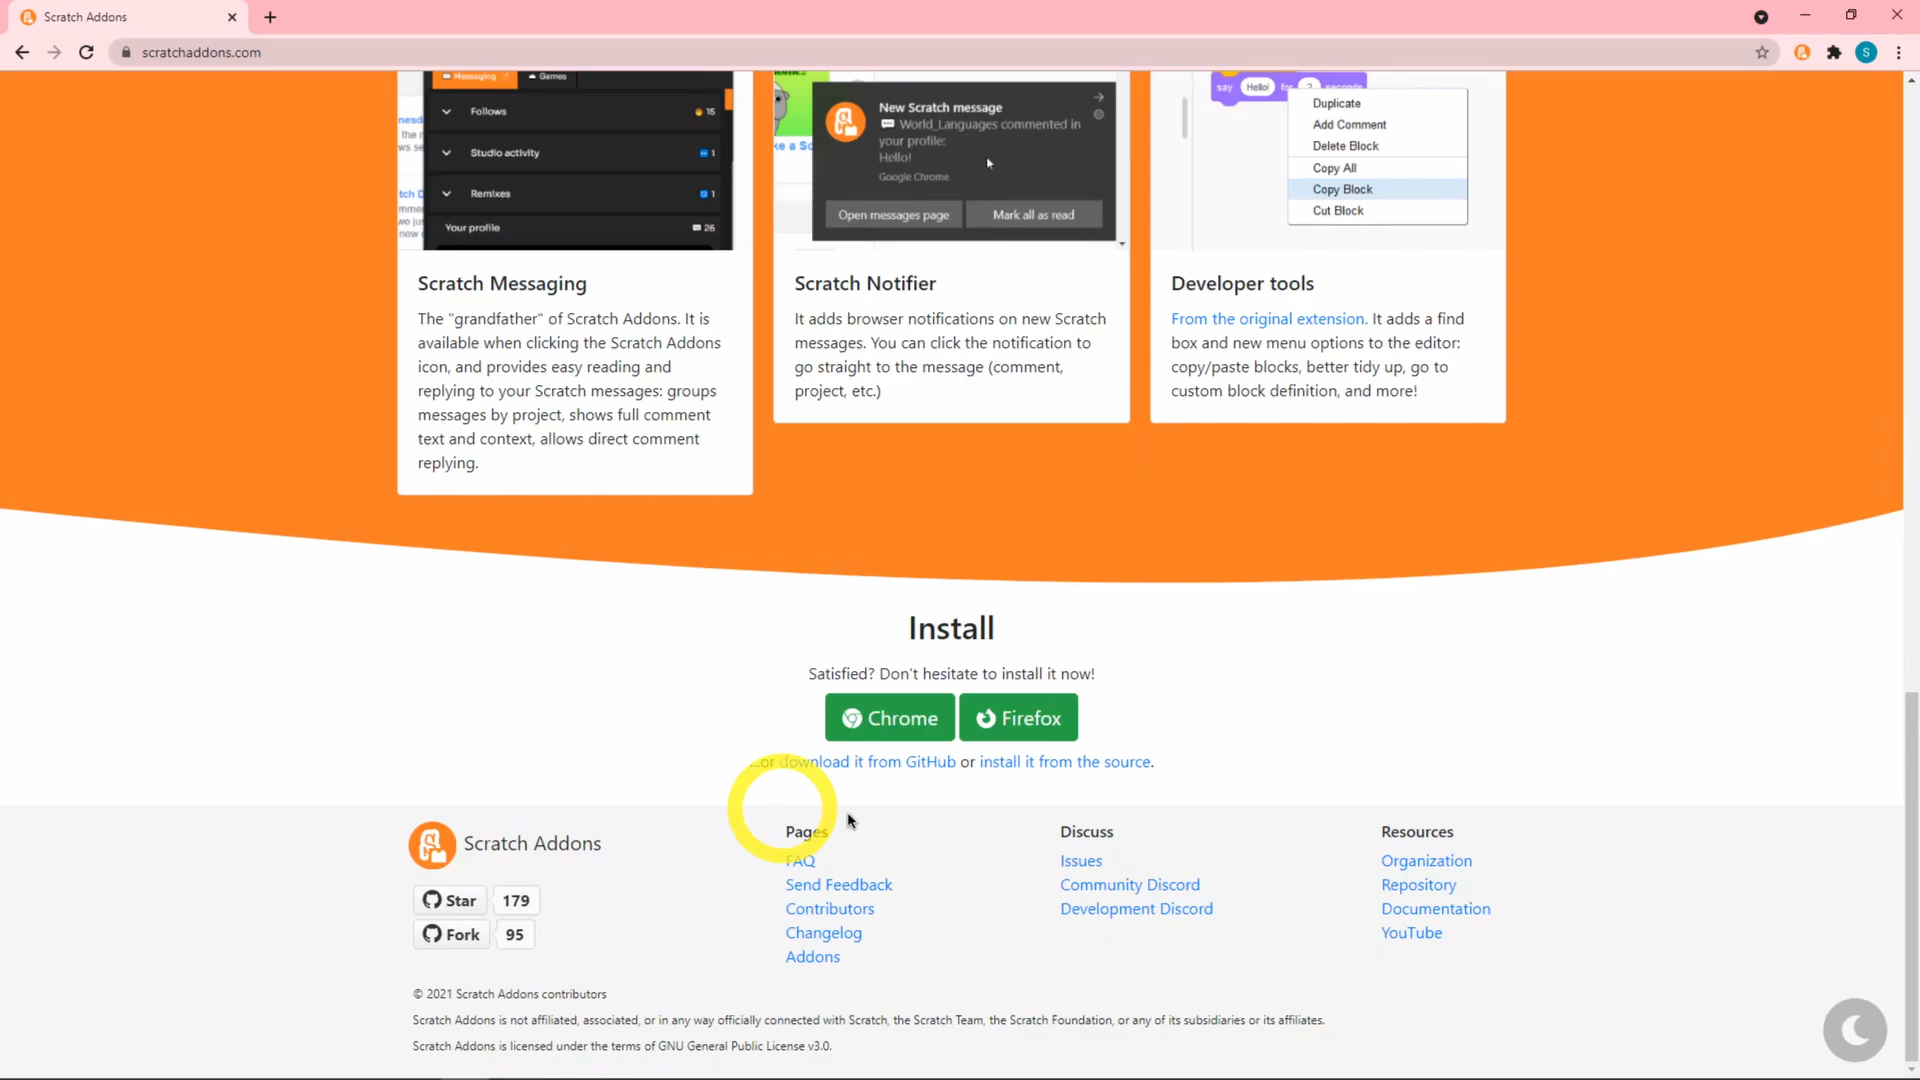 Scratch Addons
scratchaddons.com
S
Messaging
Games
Follows
15
Studio activity
1
Remixes
1
Your profile
26
New Scratch message
World_Languages commented in
your profile:
Hello!
Google Chrome
Open messages page
Mark all as read
say Hello! for 2 seconds
Duplicate
Add Comment
Delete Block
Copy All
Copy Block
Cut Block
Scratch Messaging
The "grandfather" of Scratch Addons. It is
available when clicking the Scratch Addons
icon, and provides easy reading and
replying to your Scratch messages: groups
messages by project, shows full comment
text and context, allows direct comment
replying.
Scratch Notifier
It adds browser notifications on new Scratch
messages. You can click the notification to
go straight to the message (comment,
project, etc.)
Developer tools
From the original extension. It adds a find
box and new menu options to the editor:
copy/paste blocks, better tidy up, go to
custom block definition, and more!
Install
Satisfied? Don't hesitate to install it now!
Chrome
Firefox
...or download it from GitHub or install it from the source.
Scratch Addons
Star 179
Fork 95
Pages
FAQ
Send Feedback
Contributors
Changelog
Addons
Discuss
Issues
Community Discord
Development Discord
Resources
Organization
Repository
Documentation
YouTube
© 2021 Scratch Addons contributors
Scratch Addons is not affiliated, associated, or in any way officially connected with Scratch, the Scratch Team, the Scratch Foundation, or any of its subsidiaries or its affiliates.
Scratch Addons is licensed under the terms of GNU General Public License v3.0.